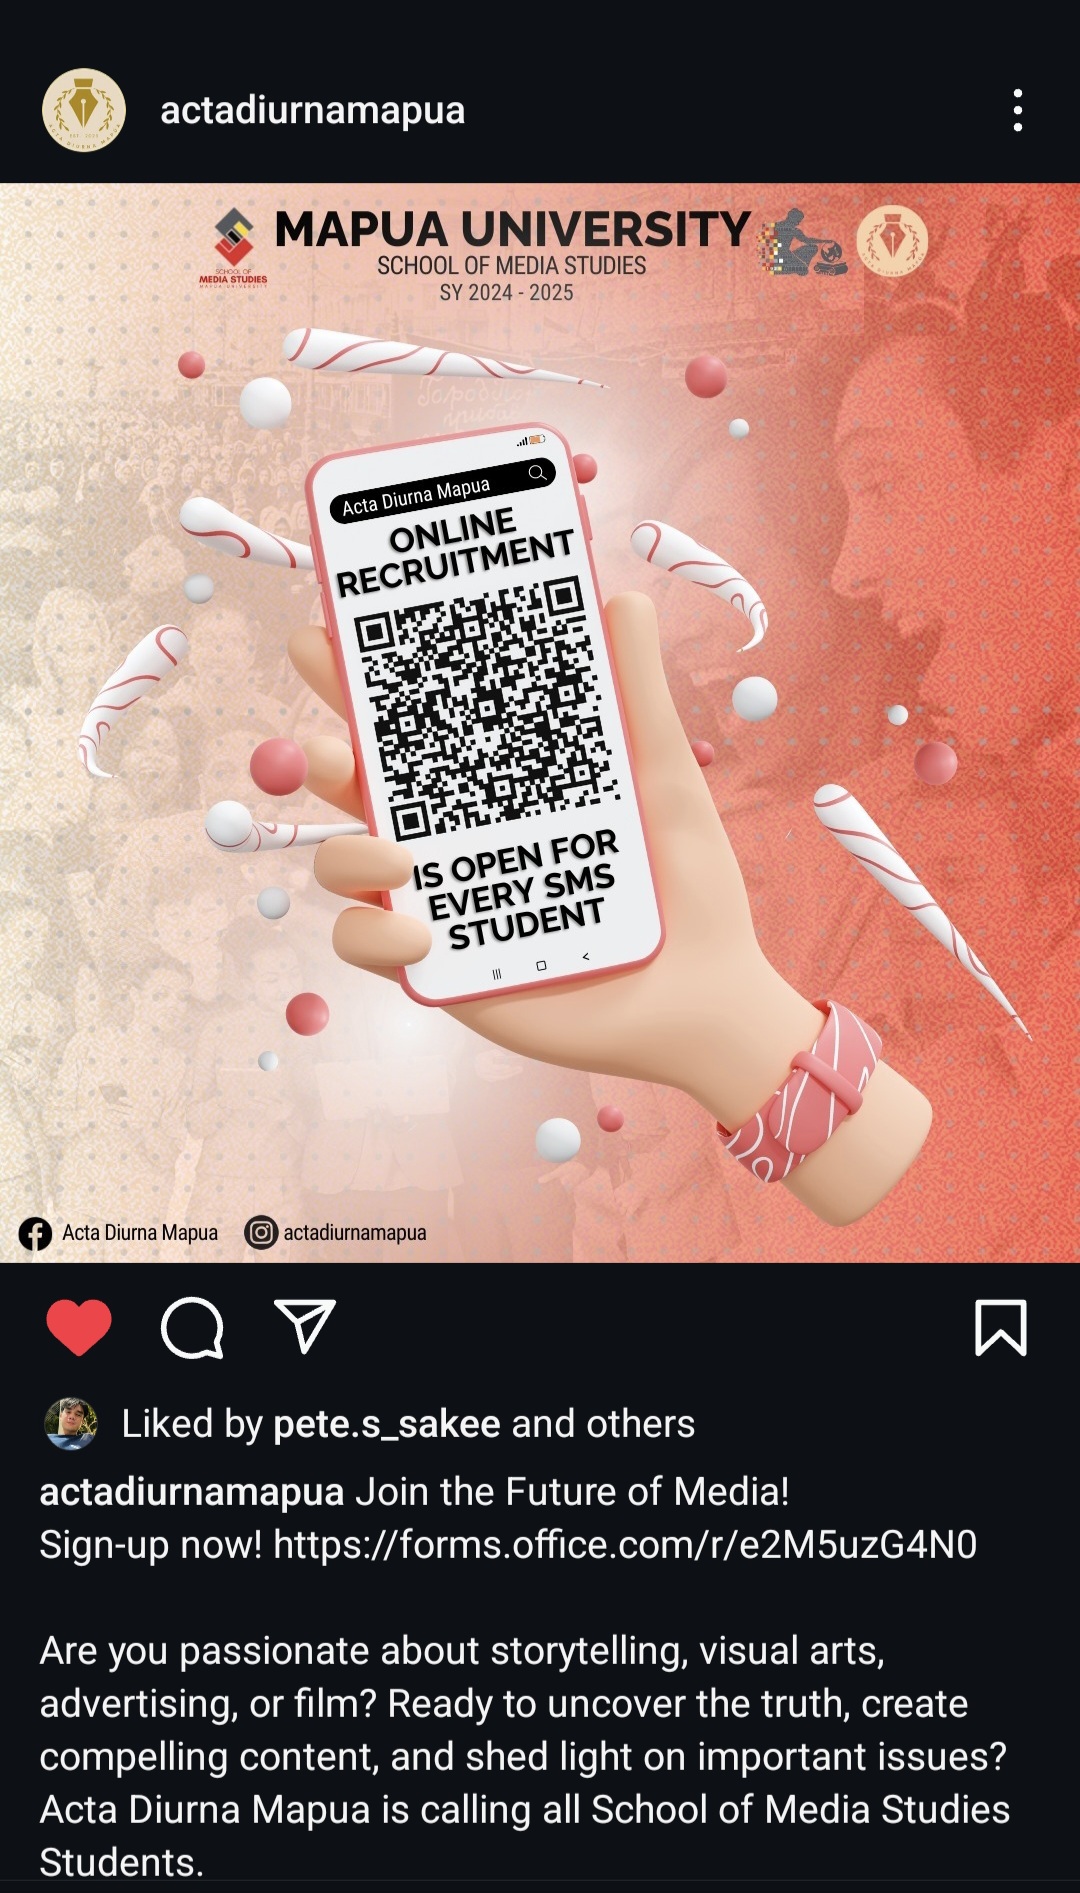 actadiurnamapua
MAPUA UNIVERSITY
SCHOOL OF MEDIA STUDIES
SY 2024 - 2025
SCHOOL OF
MEDIA STUDIES
MAPUA UNIVERSITY
Acta Diurna Mapua
ONLINE
RECRUITMENT
IS OPEN FOR
EVERY SMS
STUDENT
Acta Diurna Mapua
actadiurnamapua
Liked by pete.s_sakee and others
actadiurnamapua Join the Future of Media!
Sign-up now! https://forms.office.com/r/e2M5uzG4N0
Are you passionate about storytelling, visual arts,
advertising, or film? Ready to uncover the truth, create
compelling content, and shed light on important issues?
Acta Diurna Mapua is calling all School of Media Studies
Students.